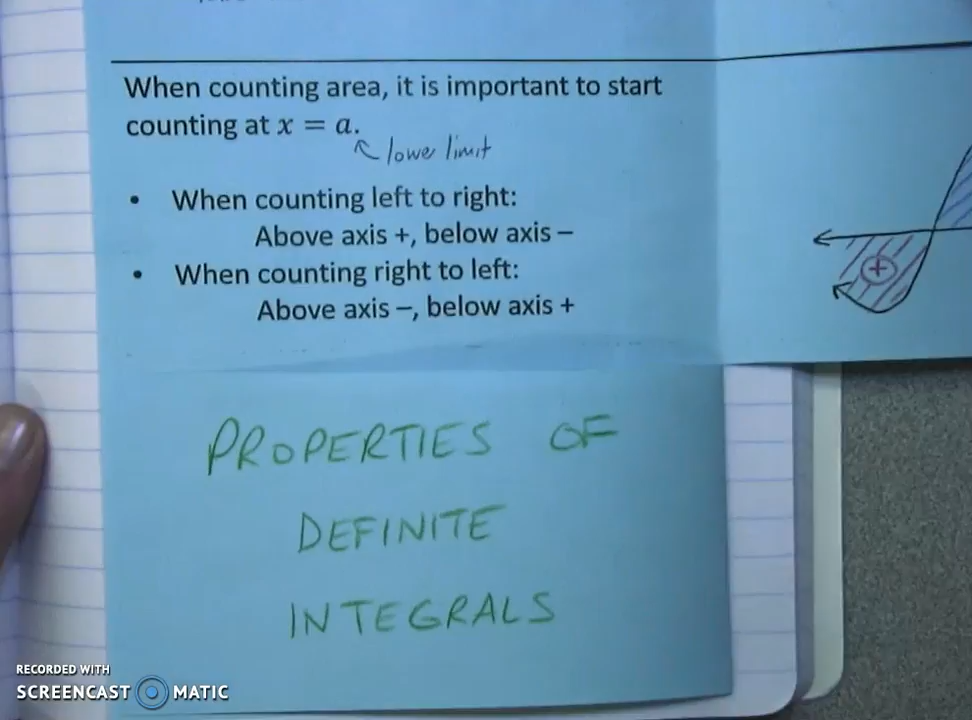 When counting area, it is important to start
counting at x = a.
lower limit
• When counting left to right:
Above axis +, below axis –
• When counting right to left:
Above axis –, below axis +
+
PROPERTIES OF
DEFINITE
INTEGRALS
RECORDED WITH
SCREENCAST MATIC